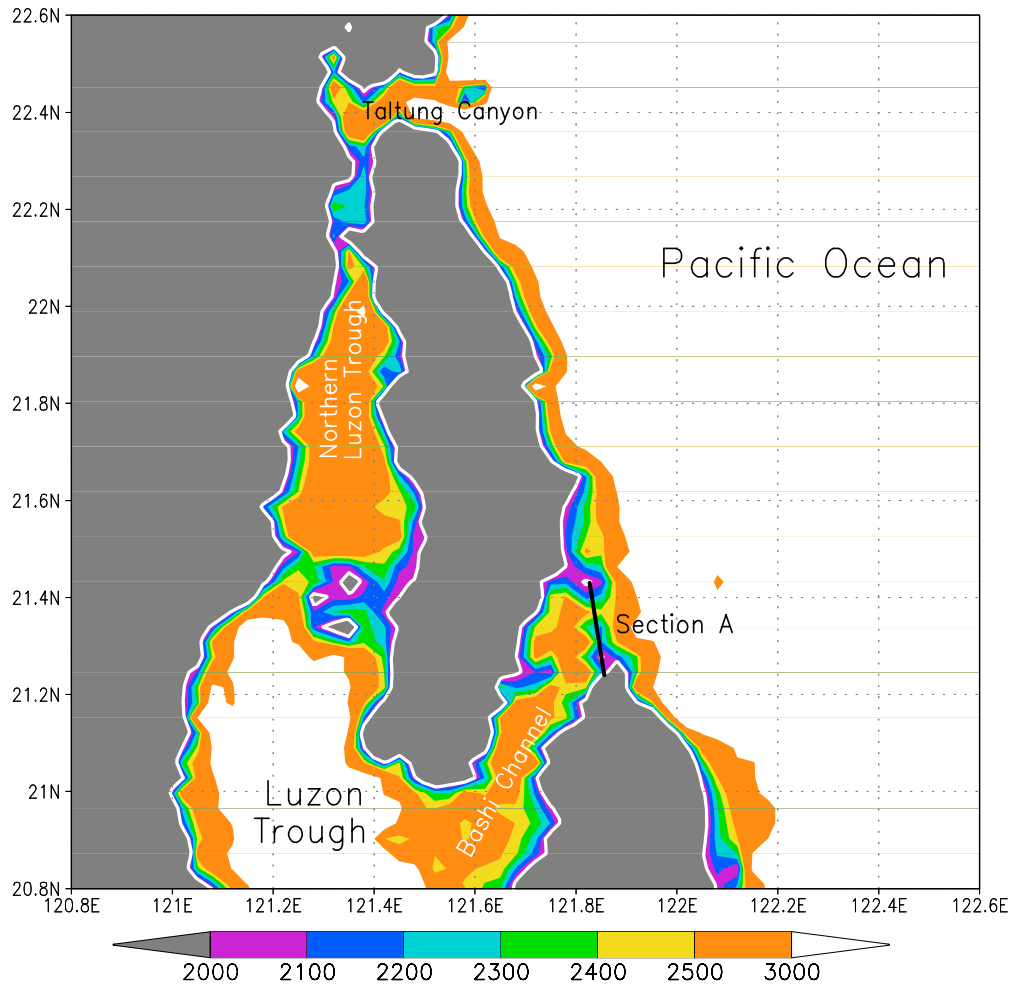 22.6N
22.4N
22.2N
22N
21.8N
21.6N
21.4N
21.2N
21N
20.8N
Taltung Canyon
Pacific Ocean
Northern
Luzon Trough
Section A
Bashi Channel
Luzon
Trough
120.8E 121E 121.2E 121.4E 121.6E 121.8E 122E 122.2E 122.4E 122.6E
2000 2100 2200 2300 2400 2500 3000